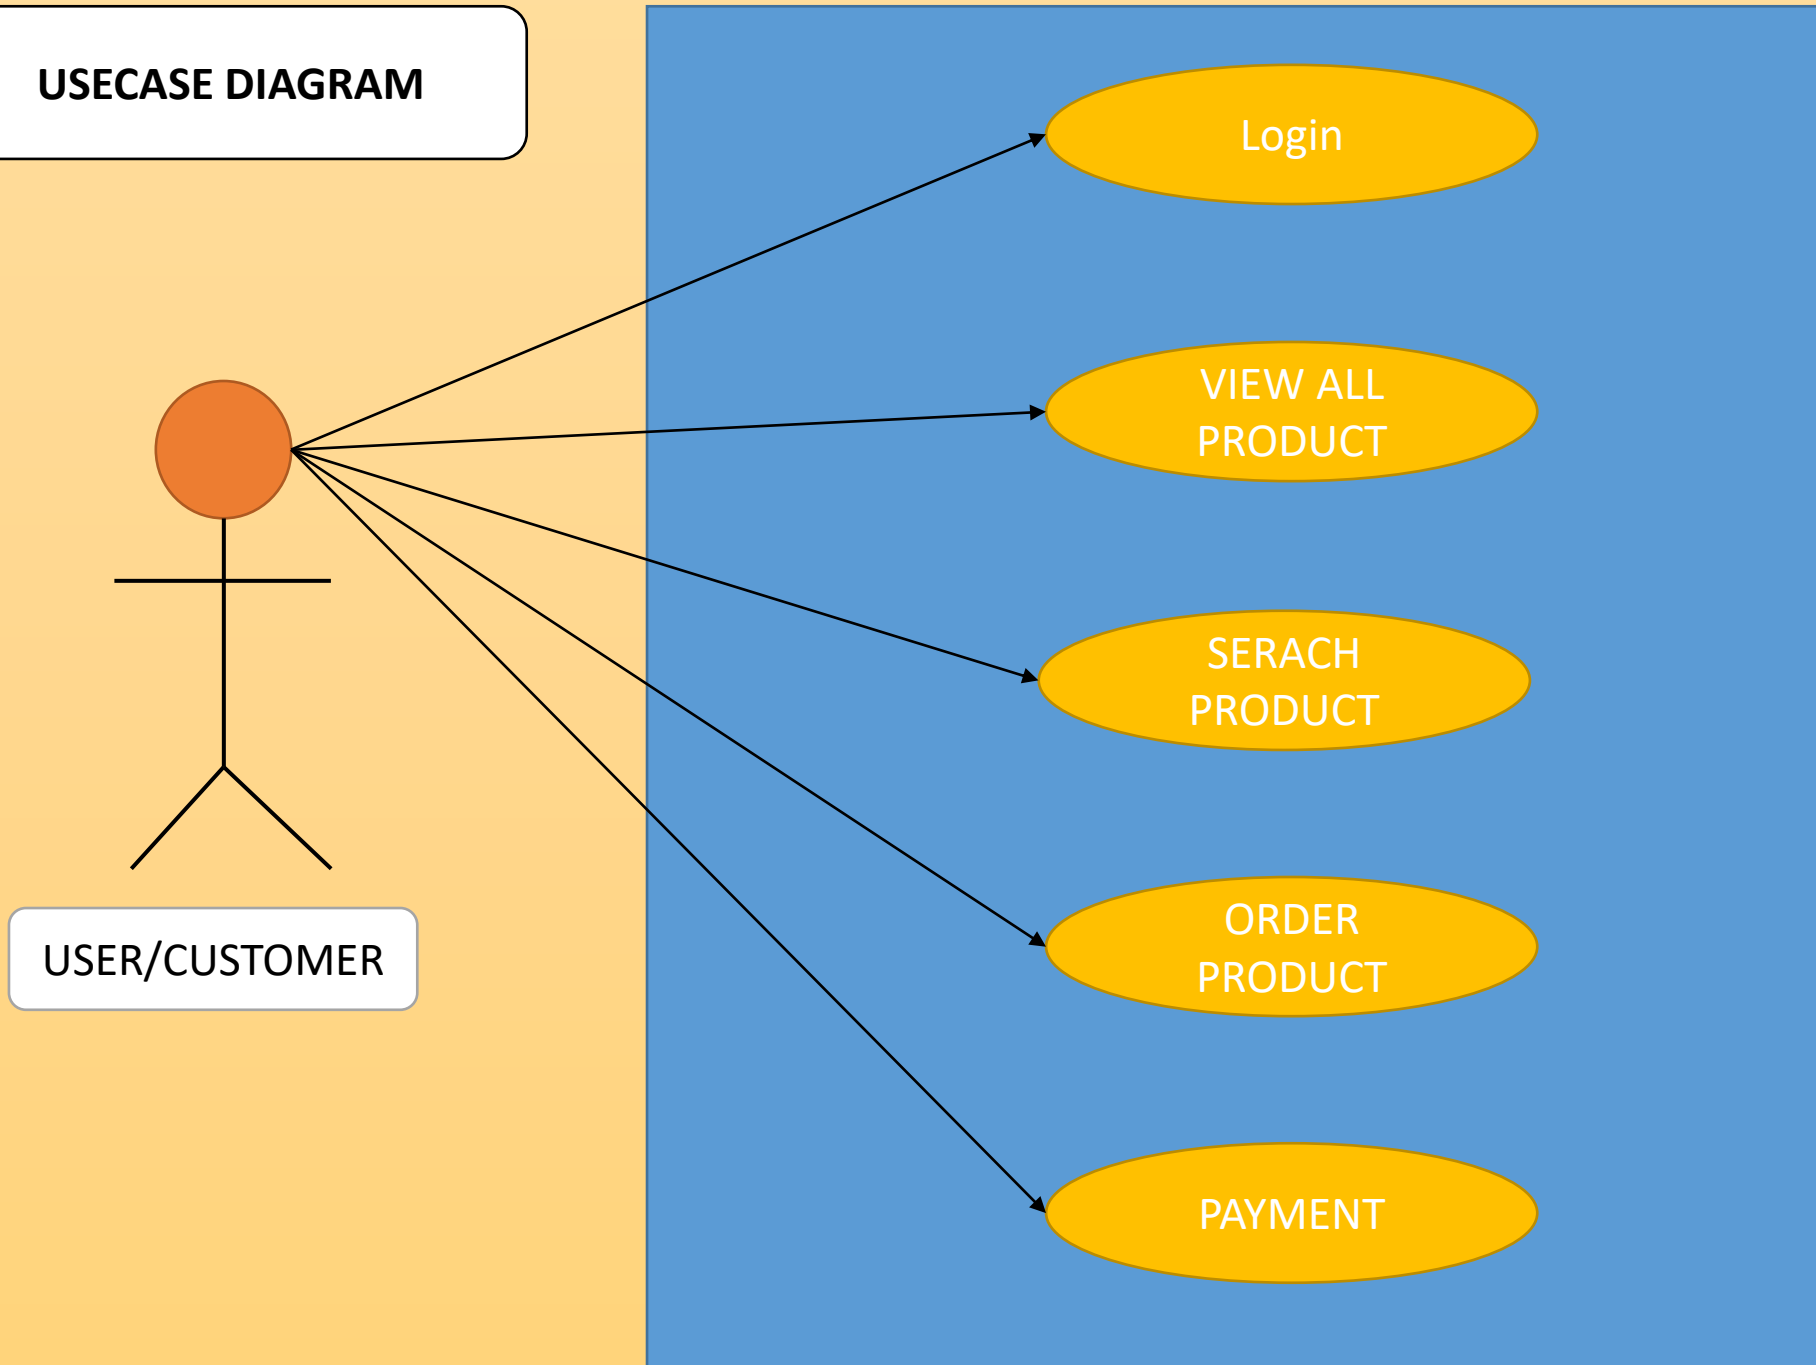 USECASE DIAGRAM
Login
VIEW ALL
PRODUCT
SERACH
PRODUCT
ORDER
PRODUCT
PAYMENT
USER/CUSTOMER